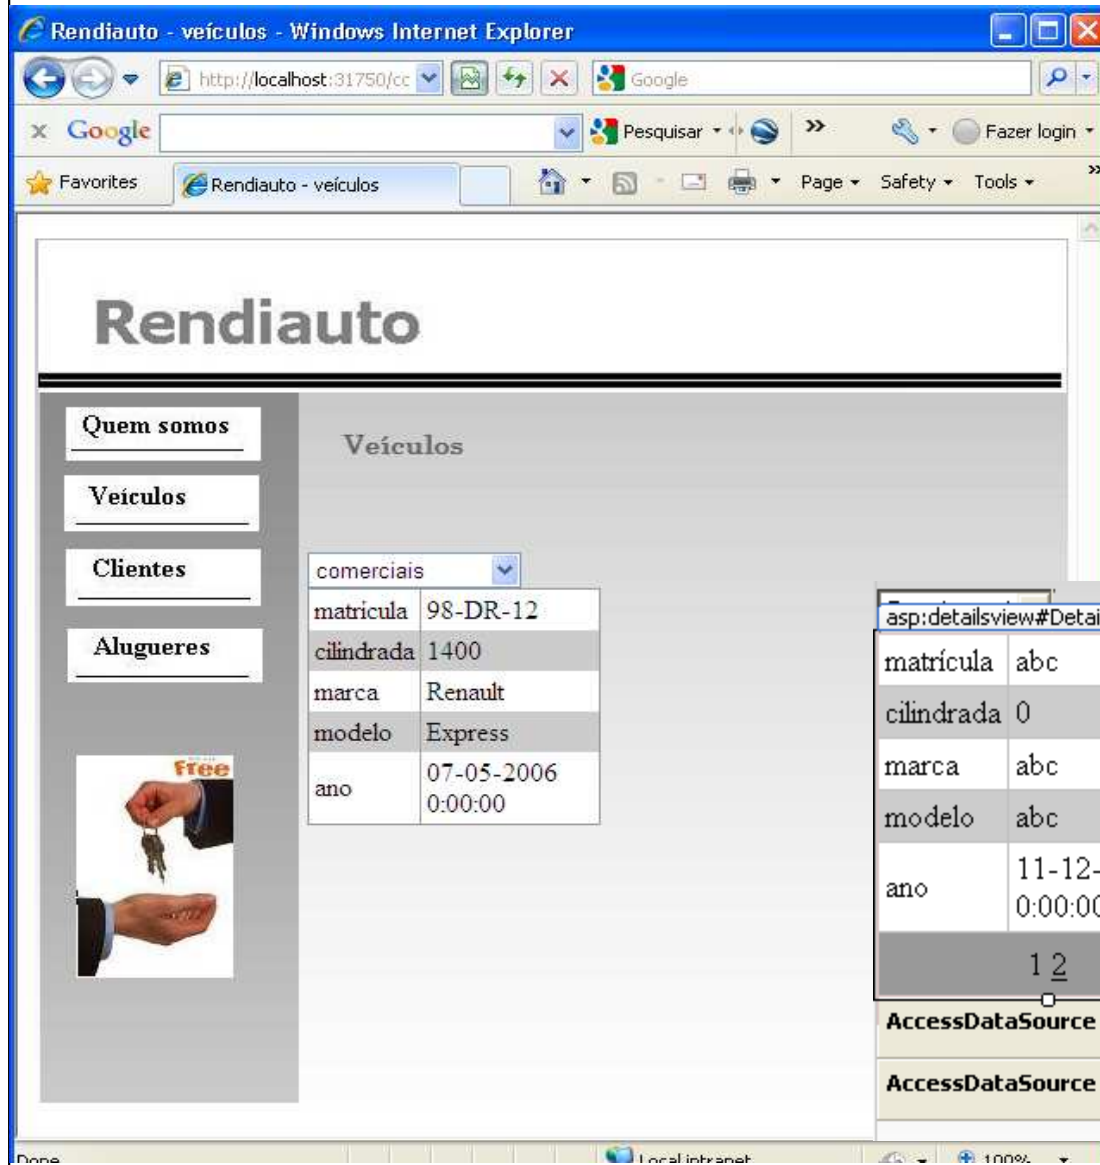 Rendiauto - veículos - Windows Internet Explorer
http://localhost:31750/cc
Google
x Google
Pesquisar
»
Fazer login
Favorites
Rendiauto - veículos
Page
Safety
Tools
»
Rendiauto
Quem somos
Veículos
Clientes
Alugueres
Free
Veículos
comerciais
matricula 98-DR-12
cilindrada 1400
marca Renault
modelo Express
ano 07-05-2006
0:00:00
asp:detailsview#Detai
matrícula abc
cilindrada 0
marca abc
modelo abc
ano 11-12-
0:00:00
1 2
AccessDataSource
AccessDataSource
Done
Local intranet
100%